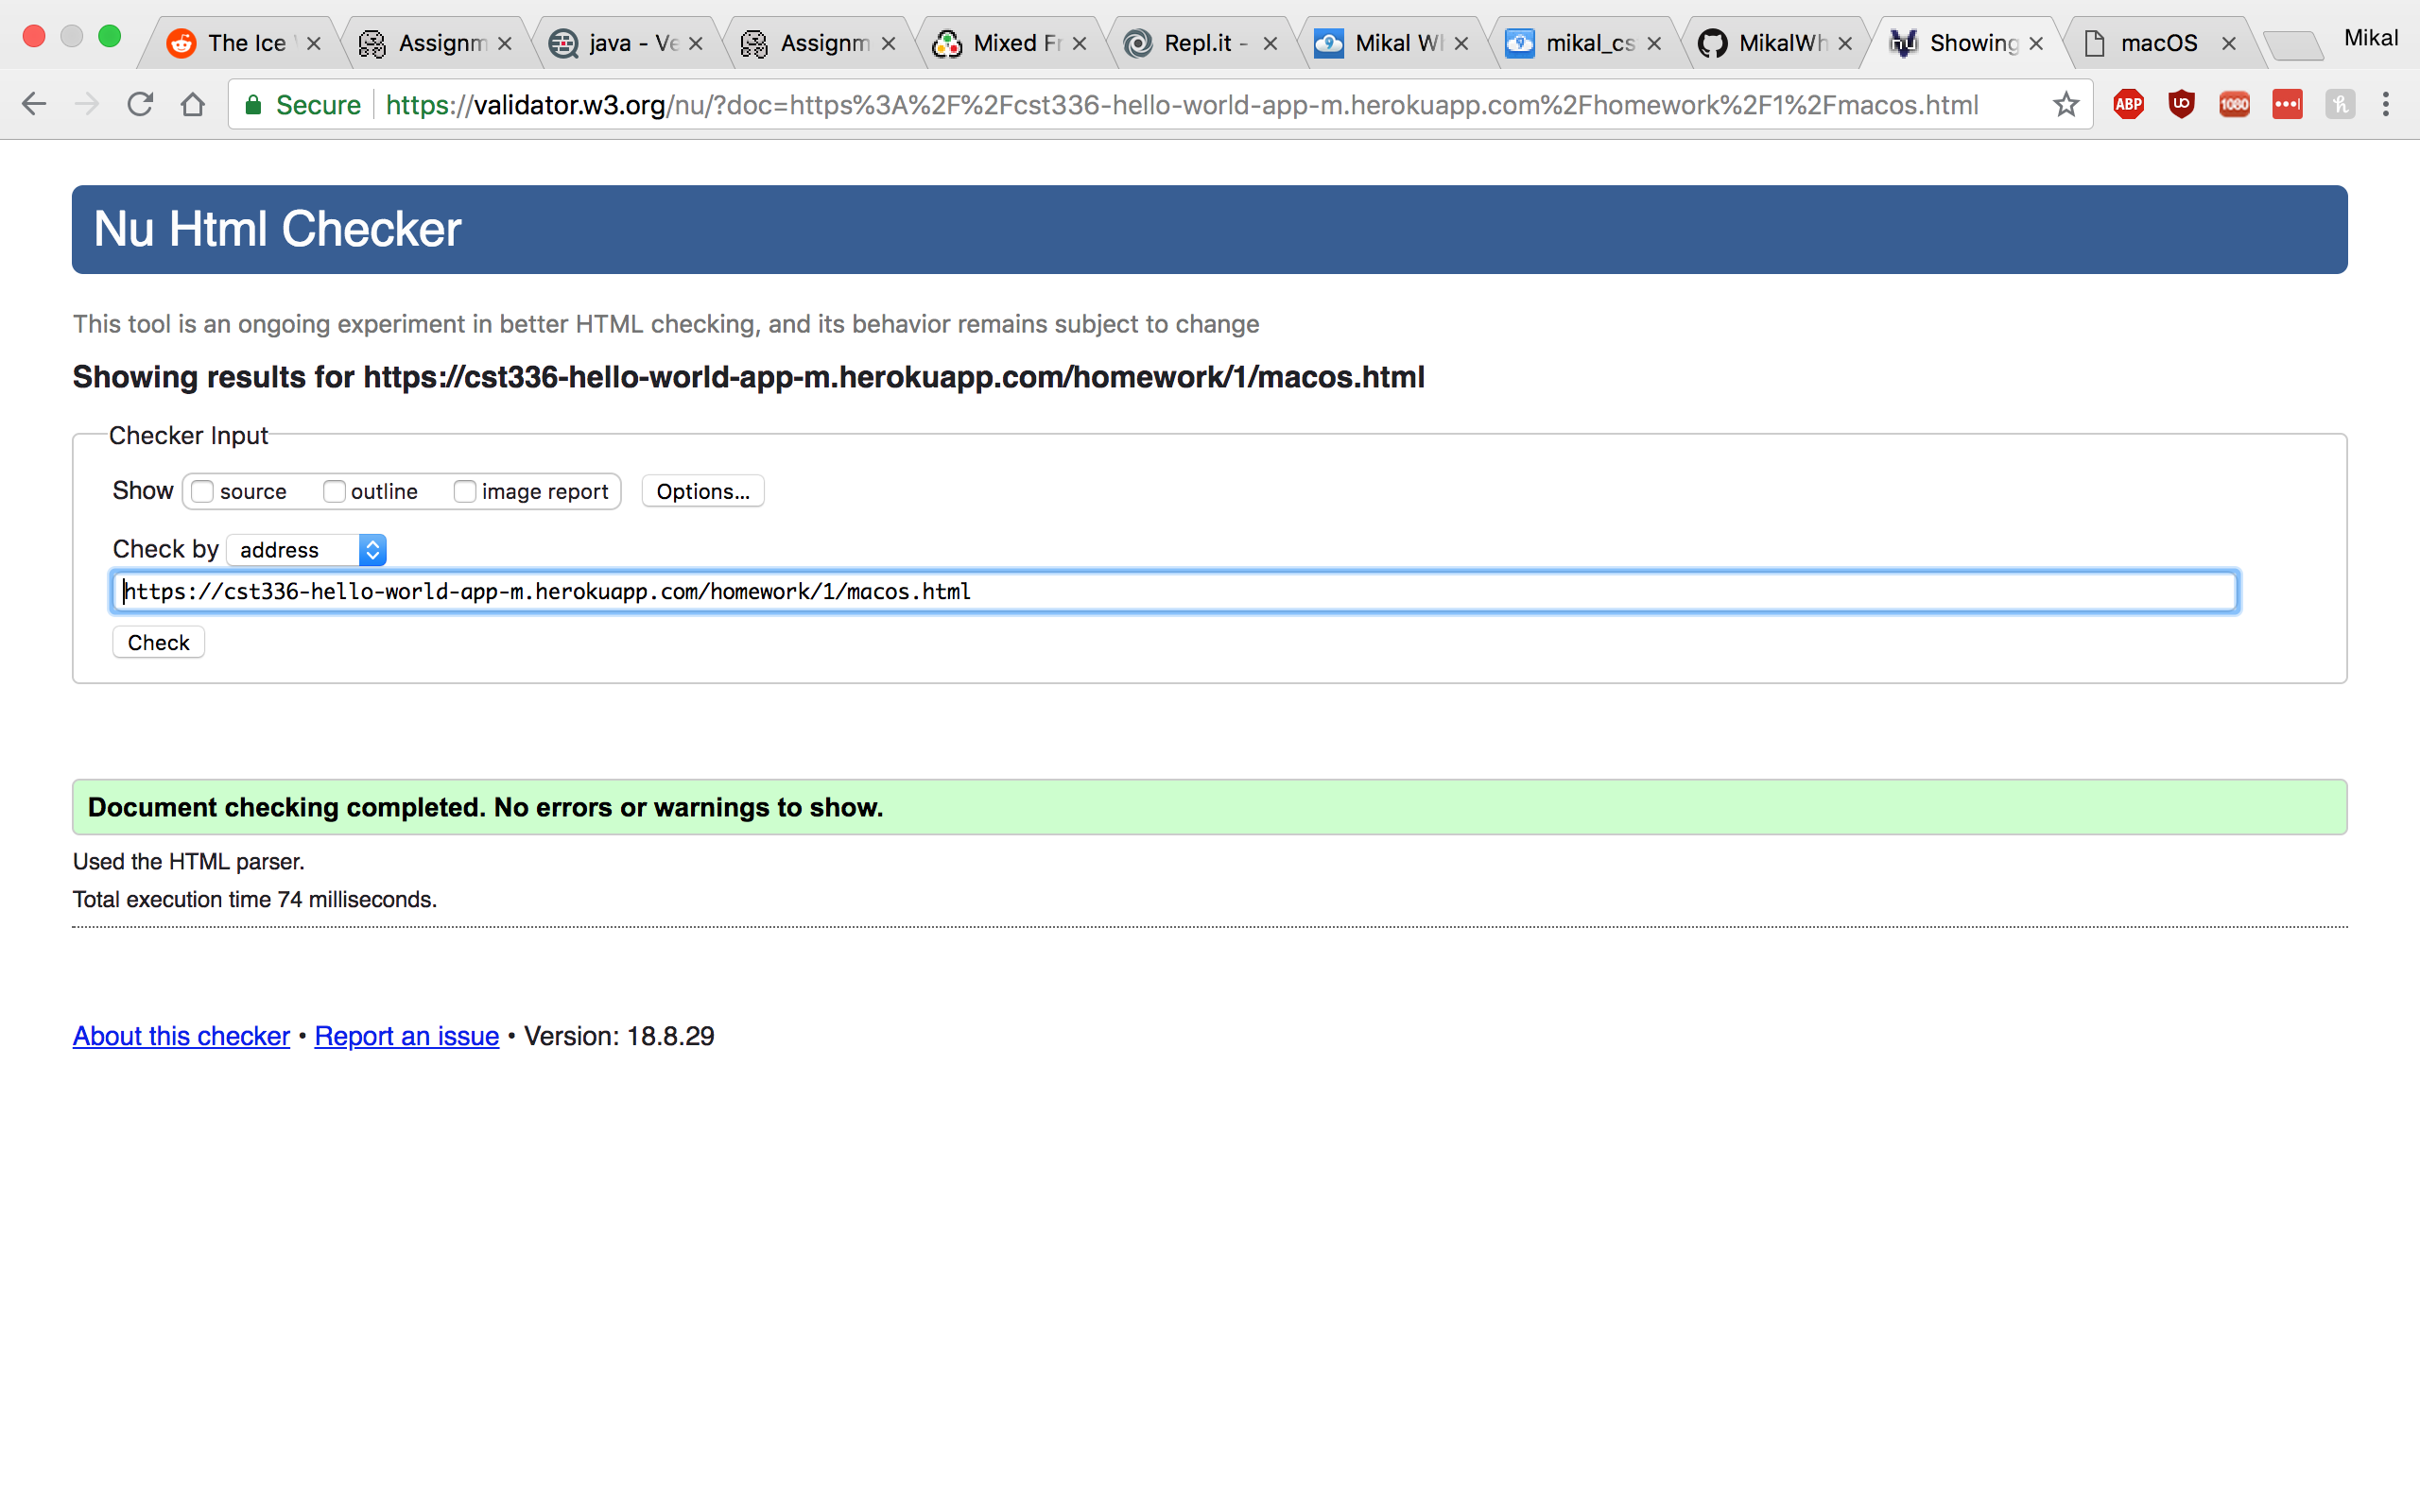 The Ice
Assignm
java - Ve
Assignm
Mixed Fr
Repl.it -
Mikal Wh
mikal_cs
MikalWh
Showing
macOS
Mikal
Secure https://validator.w3.org/nu/?doc=https%3A%2F%2Fcst336-hello-world-app-m.herokuapp.com%2Fhomework%2F1%2Fmacos.html
ABP
1080
Nu Html Checker
This tool is an ongoing experiment in better HTML checking, and its behavior remains subject to change
Showing results for https://cst336-hello-world-app-m.herokuapp.com/homework/1/macos.html
Checker Input
Show source outline image report Options...
Check by address
https://cst336-hello-world-app-m.herokuapp.com/homework/1/macos.html
Check
Document checking completed. No errors or warnings to show.
Used the HTML parser.
Total execution time 74 milliseconds.
About this checker • Report an issue • Version: 18.8.29